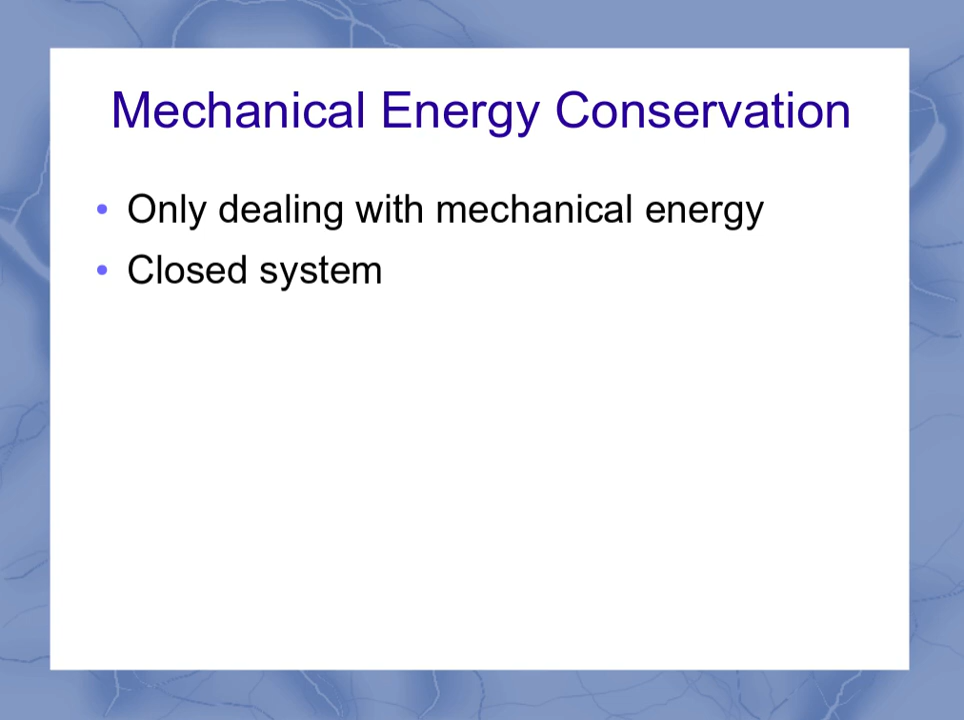 Mechanical Energy Conservation
• Only dealing with mechanical energy
• Closed system